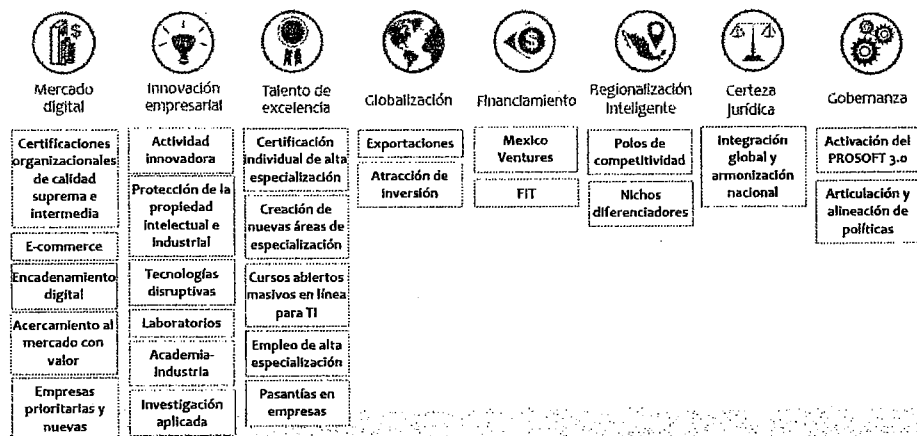 Mercado
digital
Certificaciones
organizacionales
de calidad
suprema e
intermedia
E-commerce
Encadenamiento
digital
Acercamiento al
mercado con
valor
Empresas
prioritarias y
nuevas
Innovación
empresarial
Actividad
innovadora
Protección de la
propiedad
intelectual e
industrial
Tecnologías
disruptivas
Laboratorios
Academia-
Industria
Investigación
aplicada
Talento de
excelencia
Certificación
individual de alta
especialización
Creación de
nuevas áreas de
especialización
Cursos abiertos
masivos en línea
para TI
Empleo de alta
especialización
Pasantías en
empresas
Globalización
Exportaciones
Atracción de
inversión
Financiamiento
Mexico
Ventures
FIT
Regionalización
Inteligente
Polos de
competitividad
Nichos
diferenciadores
Certeza
Jurídica
Integración
global y
armonización
nacional
Gobernanza
Activación del
PROSOFT 3.0
Articulación y
alineación de
políticas